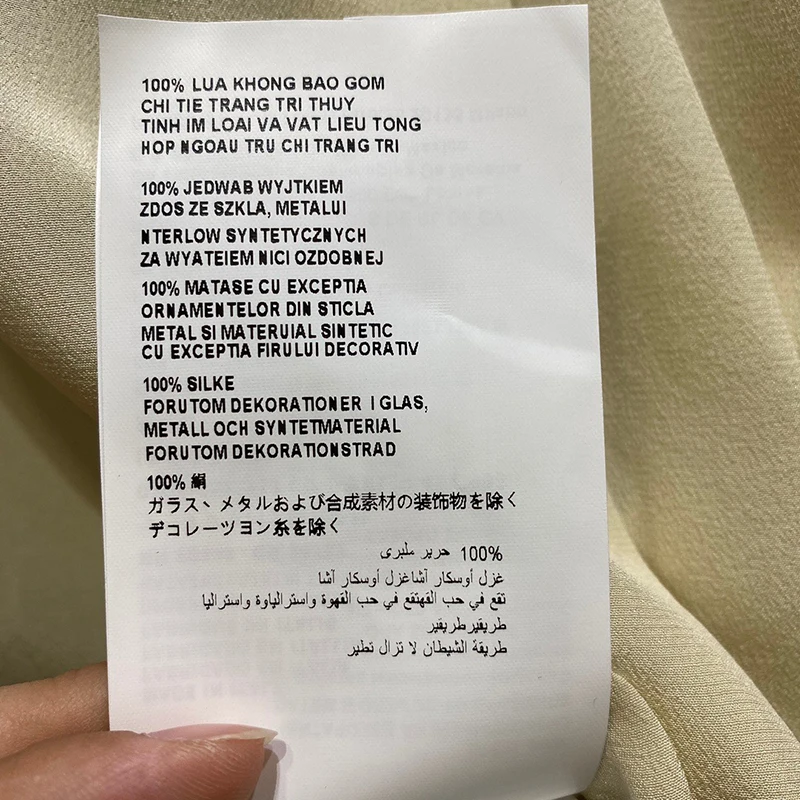 100% LUA KHONG BAO GOM
CHI TIE TRANG TRI THUY
TINH IM LOAI VA VAT LIEU TONG
HOP NGOAU TRU CHI TRANG TRI
100% JEDWAB WYJTKIEM
ZDOS ZE SZKLA, METALUI
NTERLOW SYNTETYCZNYCH
ZA WYATEIEM NICI OZDOBNEJ
100% MATASE CU EXCEPTIA
ORNAMENTELOR DIN STICLA
METAL SI MATERUIAL SINTETIC
CU EXCEPTIA FIRULUI DECORATIV
100% SILKE
FORUTOM DEKORATIONER I GLAS,
METALL OCH SYNTETMATERIAL
FORUTOM DEKORATIONSTRAD
100% 絹
ガラス、メタルおよび合成素材の装飾物を除く
デコレーツヨン糸を除く
100% حرير ملبرى
غزل أوسكار آشاغزل أوسكار آشا
تقع في حب القهتقع في حب القهوة واسترالياوة واستراليا
طريقيرطريقير
طريقة الشيطان لا تزال تطير